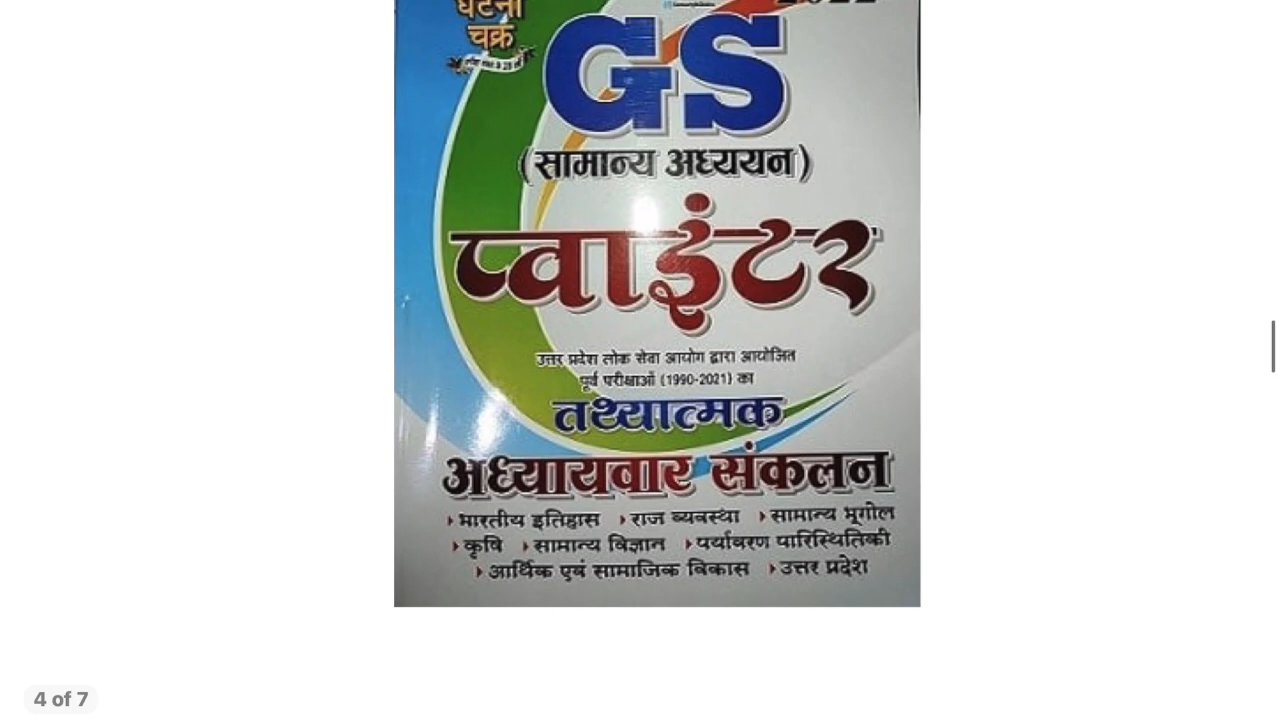 घटना
चक्र
GS
(सामान्य अध्ययन)
प्वाइंटर
उत्तर प्रदेश लोक सेवा आयोग द्वारा आयोजित
पूर्व परीक्षाओं (1990-2021) का
तथ्यात्मक
अध्यायवार संकलन
भारतीय इतिहास राज व्यवस्था सामान्य भूगोल
कृषि सामान्य विज्ञान पर्यावरण पारिस्थितिकी
आर्थिक एवं सामाजिक विकास उत्तर प्रदेश
4 of 7